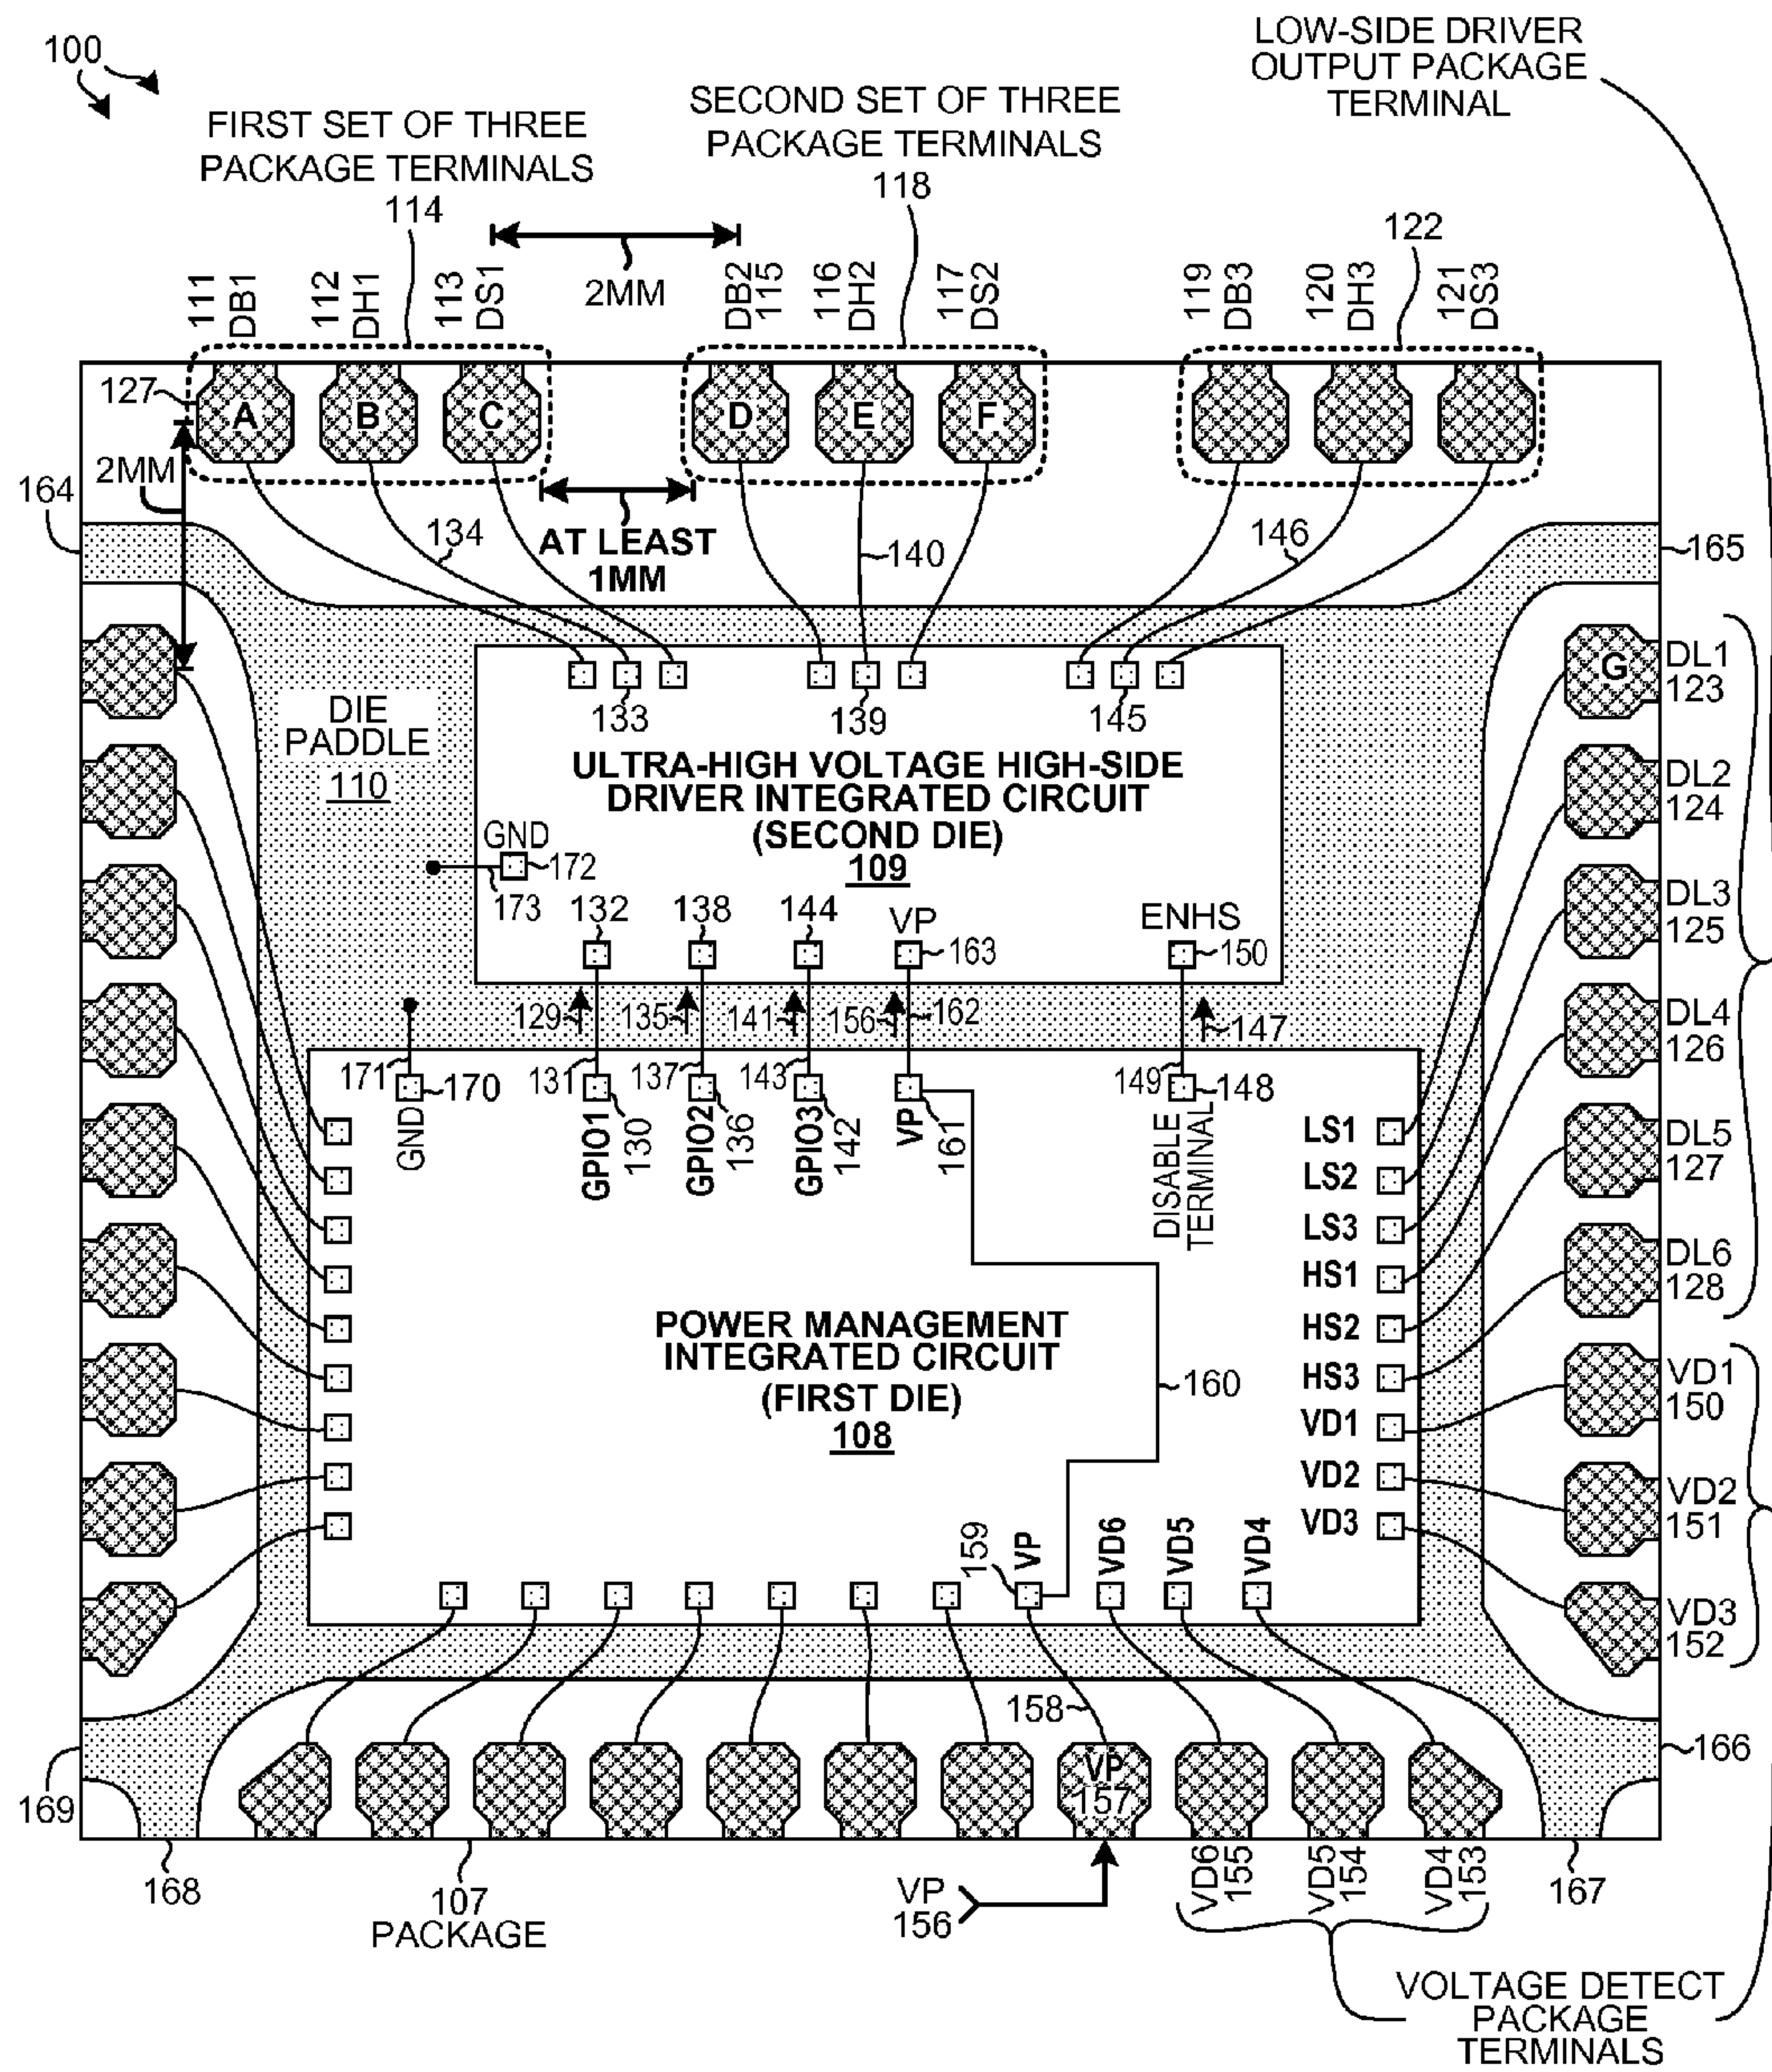 100
LOW-SIDE DRIVER
OUTPUT PACKAGE
TERMINAL
FIRST SET OF THREE
PACKAGE TERMINALS
114
SECOND SET OF THREE
PACKAGE TERMINALS
118
122
2MM
111
DB1
112
DH1
113
DS1
DB2
115
116
DH2
117
DS2
119
DB3
120
DH3
121
DS3
127
A
B
C
D
E
F
2MM
164
134
AT LEAST
1MM
140
146
165
133
139
145
DIE
PADDLE
110
ULTRA-HIGH VOLTAGE HIGH-SIDE
DRIVER INTEGRATED CIRCUIT
(SECOND DIE)
109
GND
172
173
132
138
144
VP
163
ENHS
150
129
135
141
156
162
147
171
170
GND
131
GPIO1
130
137
GPIO2
136
143
GPIO3
142
VP
161
149
148
DISABLE
TERMINAL
G
DL1
123
DL2
124
DL3
125
DL4
126
DL5
127
DL6
128
VD1
150
VD2
151
VD3
152
LS1
LS2
LS3
HS1
HS2
HS3
VD1
VD2
VD3
POWER MANAGEMENT
INTEGRATED CIRCUIT
(FIRST DIE)
108
160
159
VP
VD6
VD5
VD4
158
VP
157
166
169
168
107
PACKAGE
VP
156
VD6
155
VD5
154
VD4
153
167
VOLTAGE DETECT
PACKAGE
TERMINALS